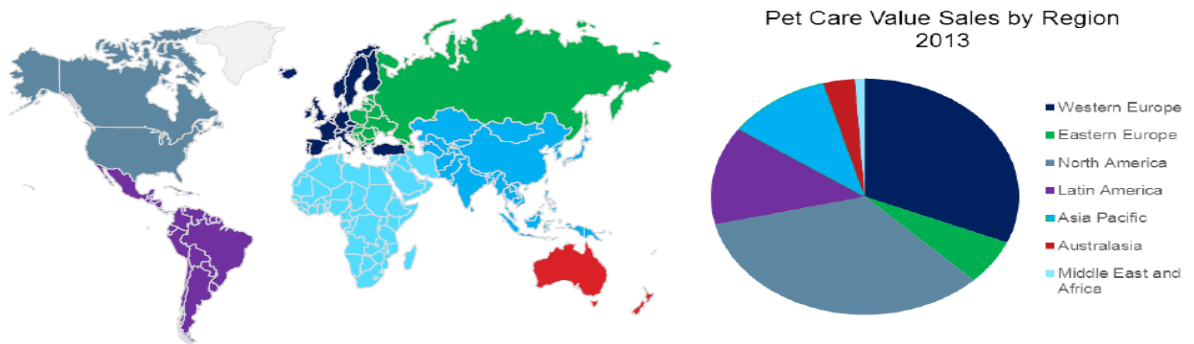 Pet Care Value Sales by Region
2013
Western Europe
Eastern Europe
North America
Latin America
Asia Pacific
Australasia
Middle East and
Africa